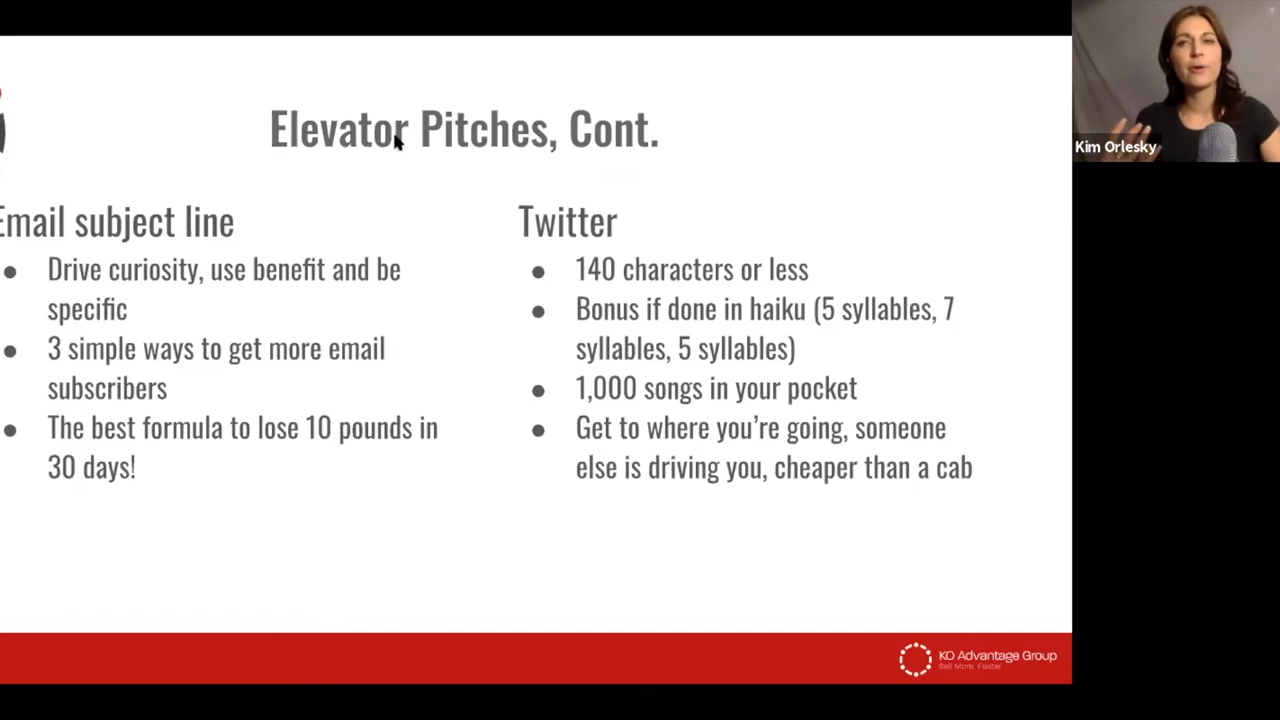 Elevator Pitches, Cont.
Email subject line
● Drive curiosity, use benefit and be
specific
● 3 simple ways to get more email
subscribers
● The best formula to lose 10 pounds in
30 days!
Twitter
● 140 characters or less
● Bonus if done in haiku (5 syllables, 7
syllables, 5 syllables)
● 1,000 songs in your pocket
● Get to where you’re going, someone
else is driving you, cheaper than a cab
Kim Orlesky
KO Advantage Group
Sell More. Faster